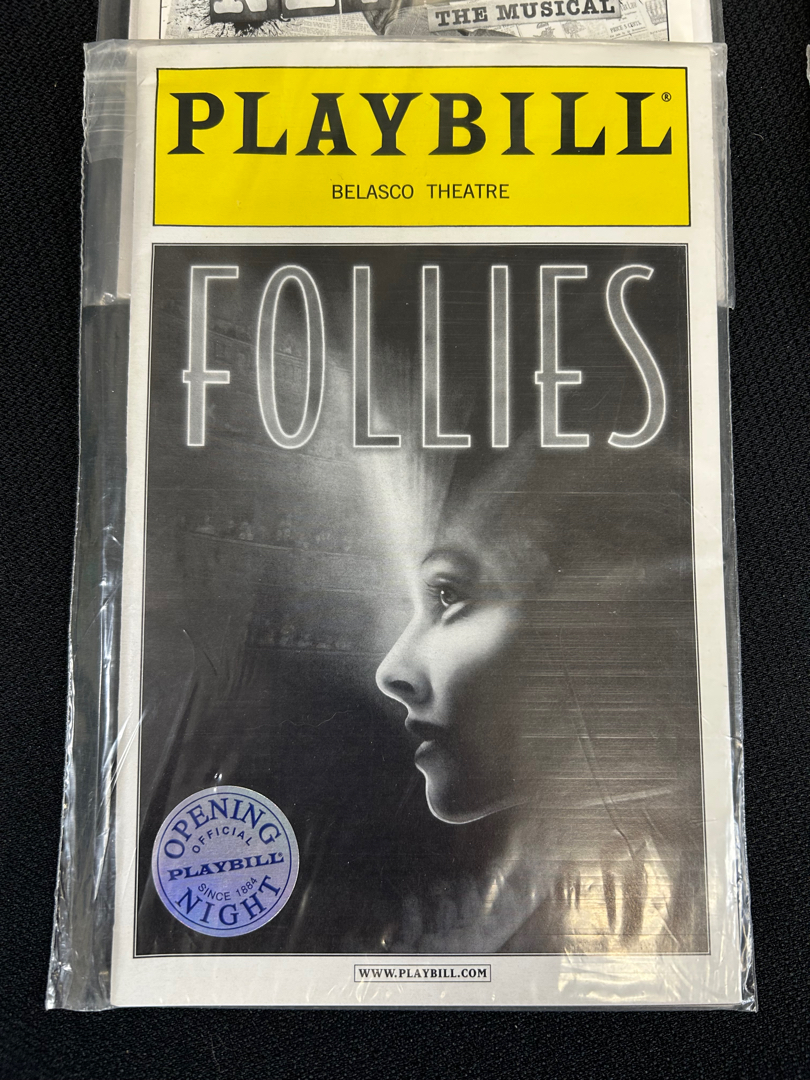 THE MUSICAL
PLAYBILL®
BELASCO THEATRE
FOLLIES
OPENING
OFFICIAL
PLAYBILL®
SINCE 1884
NIGHT
WWW.PLAYBILL.COM